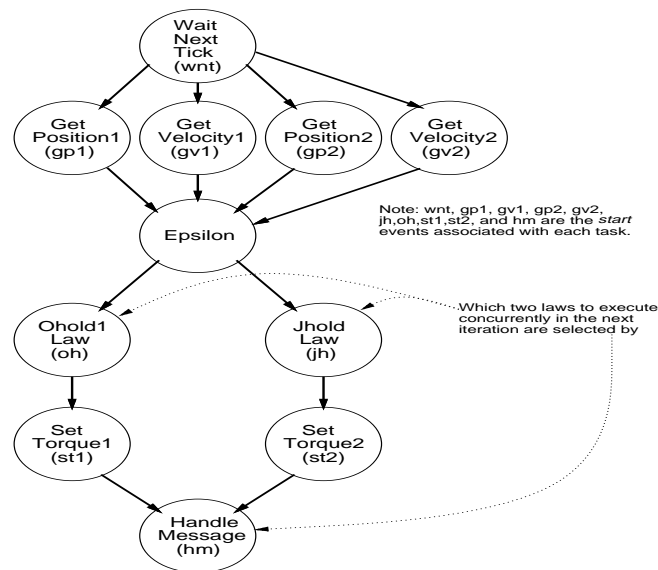 Wait
Next
Tick
(wnt)
Get
Position1
(gp1)
Get
Velocity1
(gv1)
Get
Position2
(gp2)
Get
Velocity2
(gv2)
Note: wnt, gp1, gv1, gp2, gv2,
jh,oh,st1,st2, and hm are the start
events associated with each task.
Epsilon
Which two laws to execute
concurrently in the next
iteration are selected by
Ohold1
Law
(oh)
Jhold
Law
(jh)
Set
Torque1
(st1)
Set
Torque2
(st2)
Handle
Message
(hm)